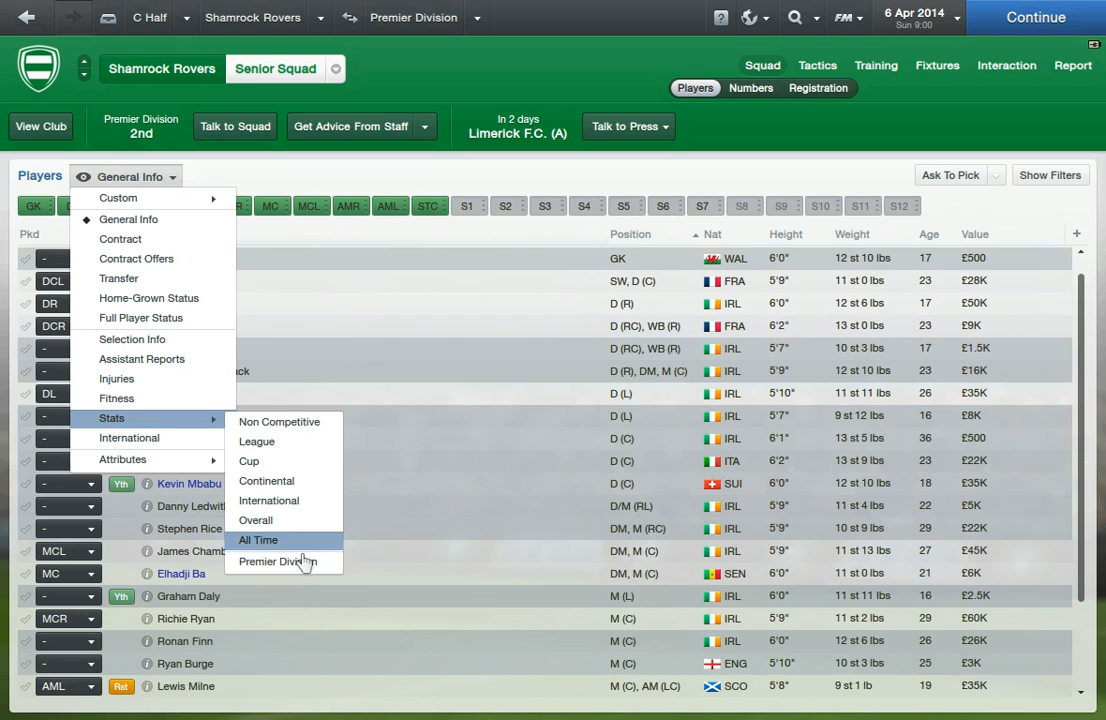 C Half Shamrock Rovers Premier Division ? FM 6 Apr 2014 Sun 9:00 Continue
Shamrock Rovers Senior Squad Squad Tactics Training Fixtures Interaction Report
Players Numbers Registration
View Club Premier Division 2nd Talk to Squad Get Advice From Staff In 2 days Limerick F.C. (A) Talk to Press
Players General Info Ask To Pick Show Filters
Custom
GK MC MCL AMR AML STC S1 S2 S3 S4 S5 S6 S7 S8 S9 S10 S11 S12
General Info
Contract
Contract Offers
Transfer
Home-Grown Status
Full Player Status
Selection Info
Assistant Reports
Injuries
Fitness
Stats
International
Attributes
Non Competitive
League
Cup
Continental
International
Overall
All Time
Premier Division
Pkd Position Nat Height Weight Age Value +
- GK WAL 6'0" 12 st 10 lbs 17 £500
DCL SW, D (C) FRA 5'9" 11 st 0 lbs 23 £28K
DR D (R) IRL 6'0" 12 st 6 lbs 17 £50K
DCR D (RC), WB (R) FRA 6'2" 13 st 0 lbs 23 £9K
- D (RC), WB (R) IRL 5'7" 10 st 3 lbs 17 £1.5K
- D (R), DM, M (C) IRL 5'9" 12 st 10 lbs 23 £16K
DL D (L) IRL 5'10" 11 st 11 lbs 26 £35K
- D (L) IRL 5'7" 9 st 12 lbs 16 £8K
- D (C) IRL 6'1" 13 st 5 lbs 36 £500
- D (C) ITA 6'2" 13 st 9 lbs 23 £22K
- Yth Kevin Mbabu D (C) SUI 6'0" 12 st 10 lbs 18 £35K
- Danny Ledwith D/M (RL) IRL 5'9" 11 st 4 lbs 22 £5K
- Stephen Rice DM, M (RC) IRL 5'9" 10 st 9 lbs 29 £22K
MCL James Chamb DM, M (C) IRL 5'9" 11 st 13 lbs 27 £45K
MC Elhadji Ba DM, M (C) SEN 6'0" 11 st 0 lbs 21 £6K
- Yth Graham Daly M (L) IRL 6'0" 11 st 11 lbs 16 £2.5K
MCR Richie Ryan M (C) IRL 5'9" 11 st 2 lbs 29 £60K
- Ronan Finn M (C) IRL 6'0" 12 st 6 lbs 26 £26K
- Ryan Burge M (C) ENG 5'10" 10 st 3 lbs 25 £3K
AML Rst Lewis Milne M (C), AM (LC) SCO 5'8" 9 st 1 lb 19 £35K